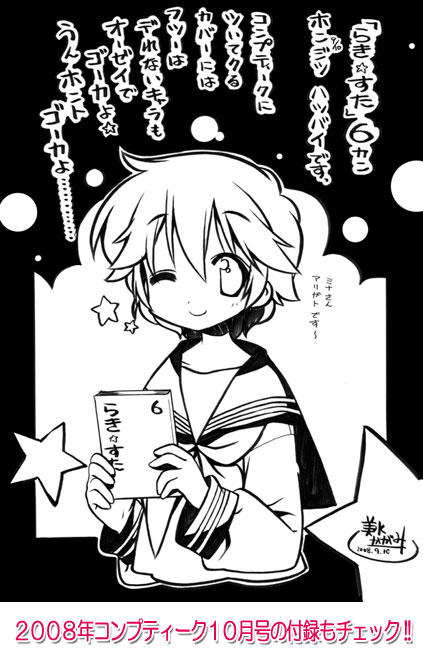 「らき☆すた」6カン
ホンジツ 9/10 ハツバイです。
コンプティークに
ツいてクる
カバーには
フツーは
デれないキャラも
オーゼイで
ゴーカよ☆
うんホント
ゴーカよ………
ミナさん
アリガト です〜
6
らき☆すた
美水
かがみ
2008.9.10
2008年コンプティーク10月号の付録もチェック!!